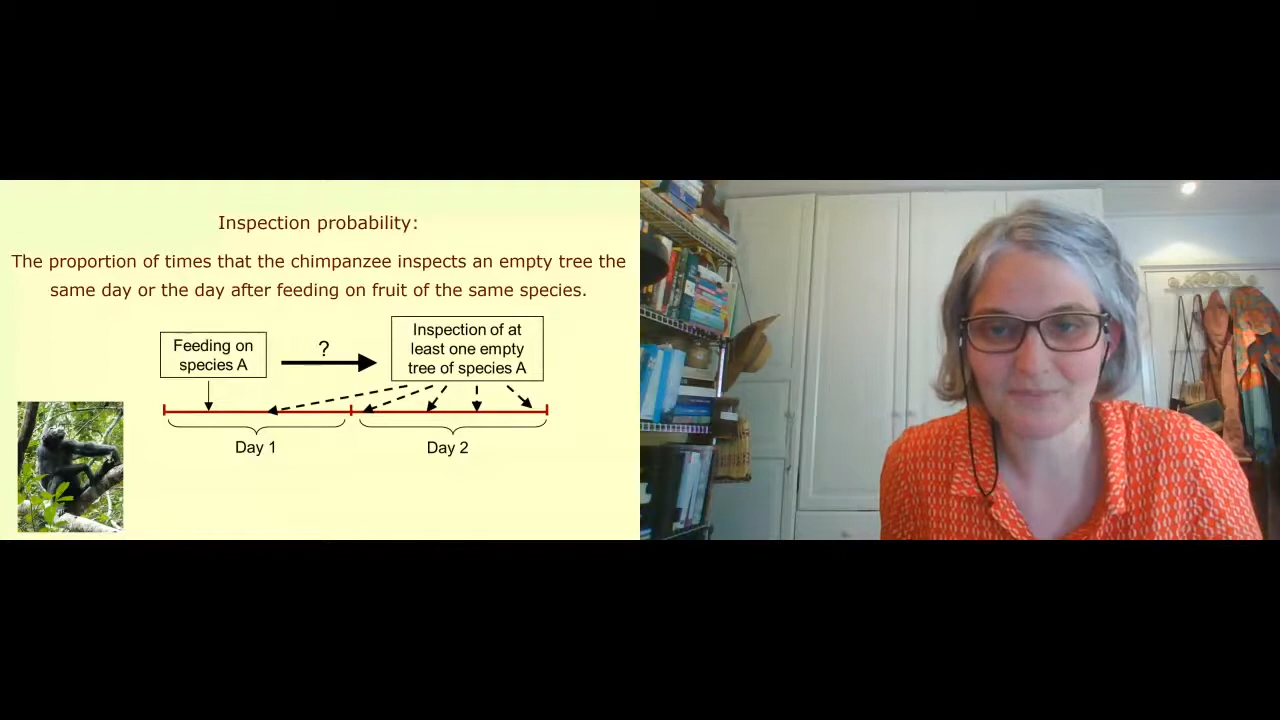 Inspection probability:
The proportion of times that the chimpanzee inspects an empty tree the
same day or the day after feeding on fruit of the same species.
Feeding on
species A
?
Inspection of at
least one empty
tree of species A
Day 1
Day 2